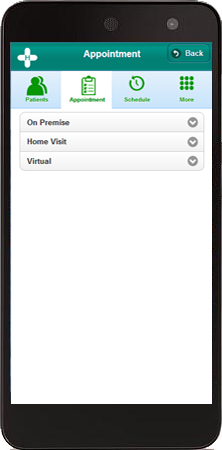 H
Appointment
Back
Patients
Appointment
Schedule
More
On Premise
Home Visit
Virtual